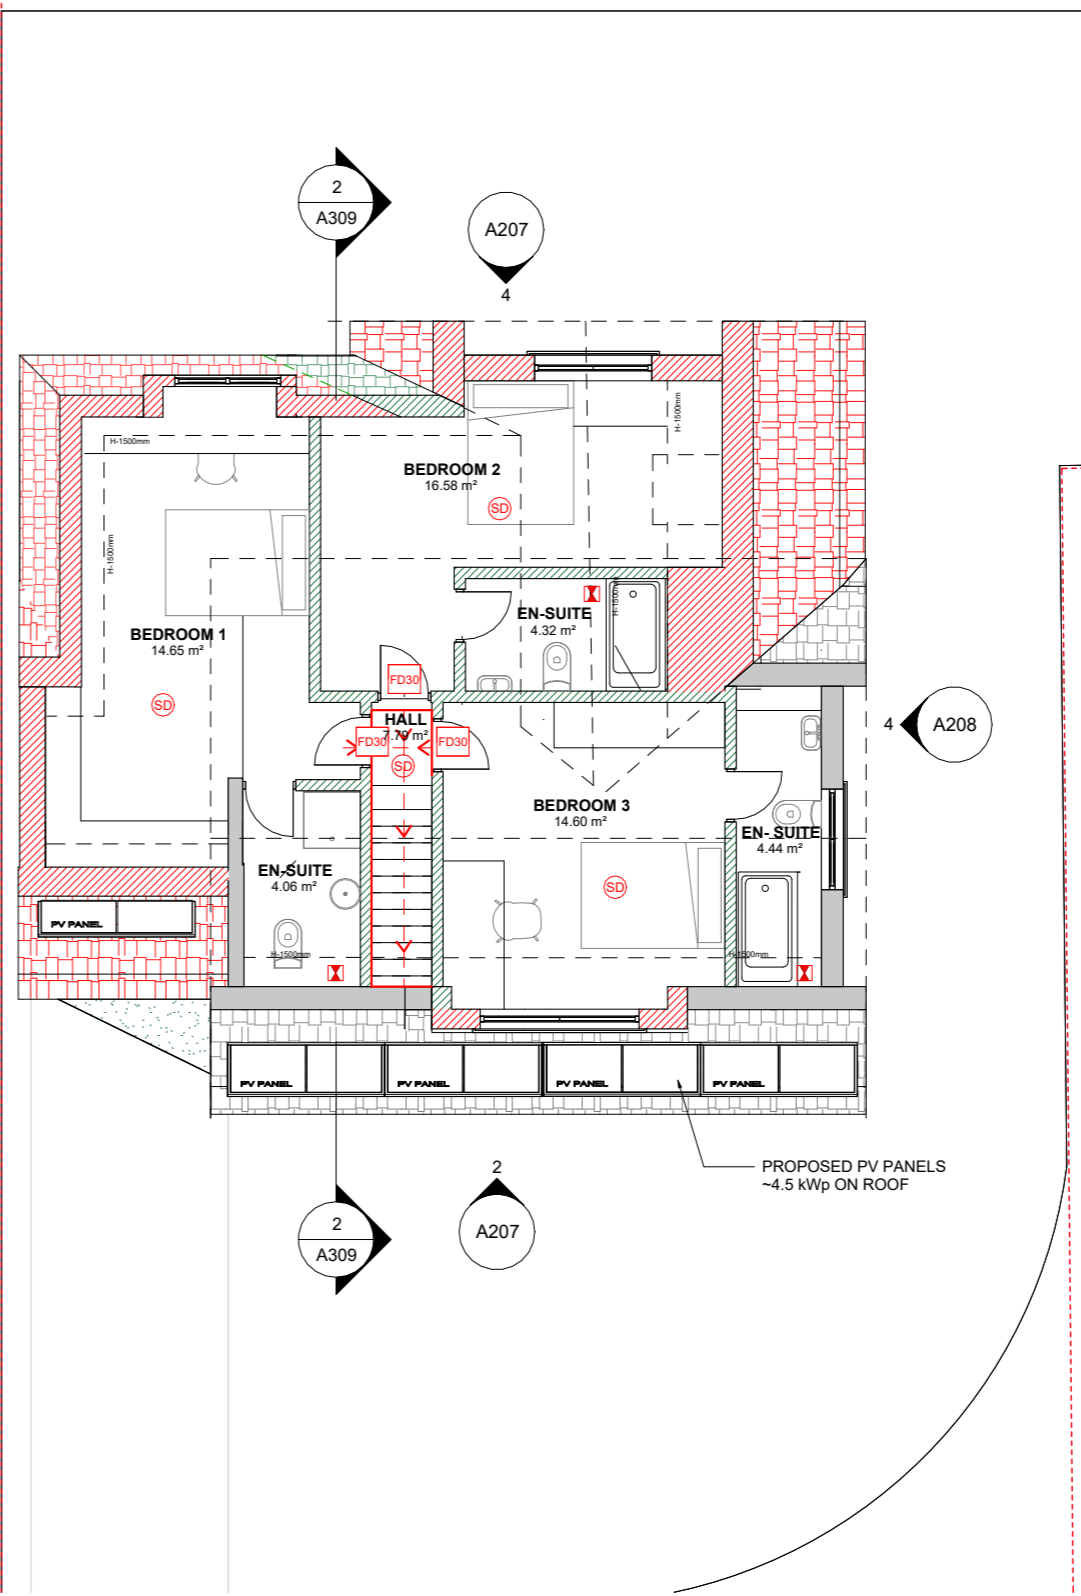 2
A309
A207
4
H-1500mm
H-1500mm
BEDROOM 2
16.58 m²
SD
H-1500mm
BEDROOM 1
14.65 m²
SD
EN-SUITE
4.32 m²
H-1500mm
FD30
HALL
7.79 m²
FD30
FD30
SD
4
A208
BEDROOM 3
14.60 m²
SD
EN- SUITE
4.44 m²
EN-SUITE
4.06 m²
H-1500mm
H-1500mm
PV PANEL
PV PANEL
PV PANEL
PV PANEL
PV PANEL
PROPOSED PV PANELS
~4.5 kWp ON ROOF
2
A207
2
A309